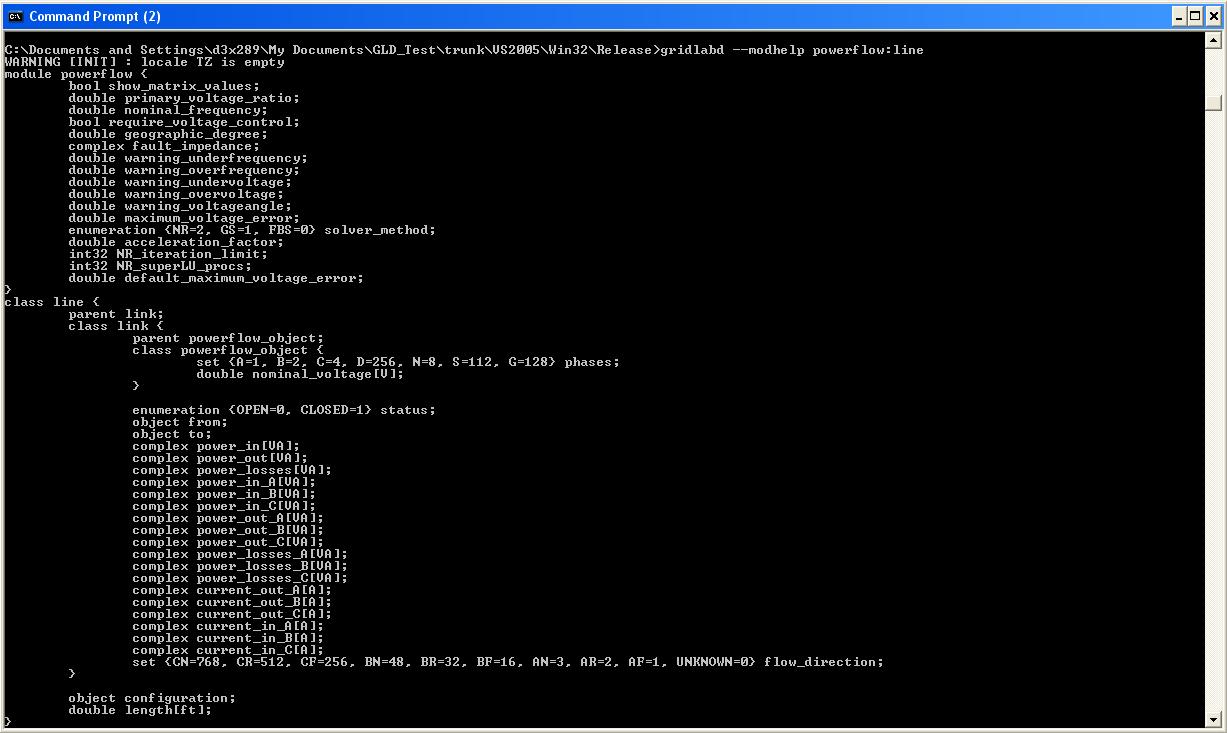 Command Prompt (2)
C:\Documents and Settings\d3x289\My Documents\GLD_Test\trunk\VS2005\Win32\Release>gridlabd --modhelp powerflow:line
WARNING [INIT] : locale TZ is empty
module powerflow {
        bool show_matrix_values;
        double primary_voltage_ratio;
        double nominal_frequency;
        bool require_voltage_control;
        double geographic_degree;
        complex fault_impedance;
        double warning_underfrequency;
        double warning_overfrequency;
        double warning_undervoltage;
        double warning_overvoltage;
        double warning_voltageangle;
        double maximum_voltage_error;
        enumeration {NR=2, GS=1, FBS=0} solver_method;
        double acceleration_factor;
        int32 NR_iteration_limit;
        int32 NR_superLU_procs;
        double default_maximum_voltage_error;
}
class line {
        parent link;
        class link {
                parent powerflow_object;
                class powerflow_object {
                        set {A=1, B=2, C=4, D=256, N=8, S=112, G=128} phases;
                        double nominal_voltage[V];
                }

                enumeration {OPEN=0, CLOSED=1} status;
                object from;
                object to;
                complex power_in[VA];
                complex power_out[VA];
                complex power_losses[VA];
                complex power_in_A[VA];
                complex power_in_B[VA];
                complex power_in_C[VA];
                complex power_out_A[VA];
                complex power_out_B[VA];
                complex power_out_C[VA];
                complex power_losses_A[VA];
                complex power_losses_B[VA];
                complex power_losses_C[VA];
                complex current_out_A[A];
                complex current_out_B[A];
                complex current_out_C[A];
                complex current_in_A[A];
                complex current_in_B[A];
                complex current_in_C[A];
                set {CN=768, CR=512, CF=256, BN=48, BR=32, BF=16, AN=3, AR=2, AF=1, UNKNOWN=0} flow_direction;
        }

        object configuration;
        double length[ft];
}